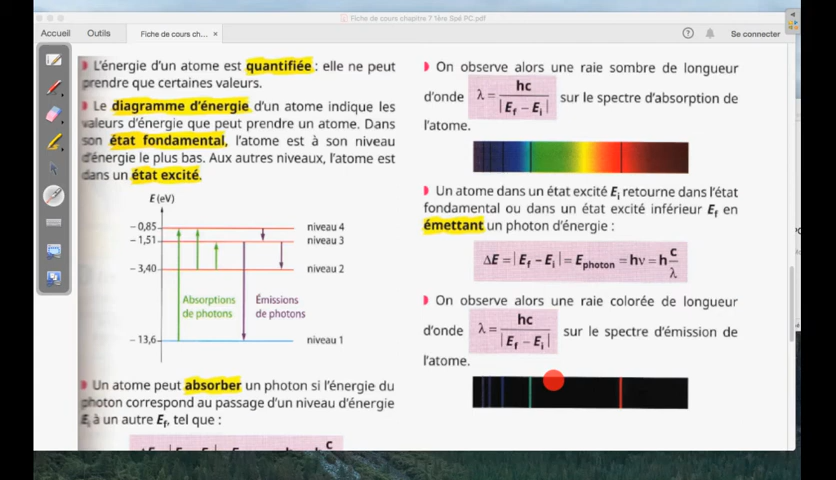 Fiche de cours chapitre 7 1ère Spé PC.pdf
Accueil
Outils
Fiche de cours ch... ×
Se connecter
L'énergie d'un atome est quantifiée : elle ne peut
prendre que certaines valeurs.
Le diagramme d'énergie d'un atome indique les
valeurs d'énergie que peut prendre un atome. Dans
son état fondamental, l'atome est à son niveau
d'énergie le plus bas. Aux autres niveaux, l'atome est
dans un état excité.
E (eV)
– 0,85 niveau 4
– 1,51 niveau 3
– 3,40 niveau 2
Absorptions
de photons
Émissions
de photons
– 13,6 niveau 1
Un atome peut absorber un photon si l'énergie du
photon correspond au passage d'un niveau d'énergie
Ei à un autre Ef, tel que :
On observe alors une raie sombre de longueur
d'onde λ = hc / |Ef – Ei| sur le spectre d'absorption de
l'atome.
Un atome dans un état excité Ei retourne dans l'état
fondamental ou dans un état excité inférieur Ef en
émettant un photon d'énergie :
ΔE = |Ef – Ei| = Ephoton = hν = h c/λ
On observe alors une raie colorée de longueur
d'onde λ = hc / |Ef – Ei| sur le spectre d'émission de
l'atome.